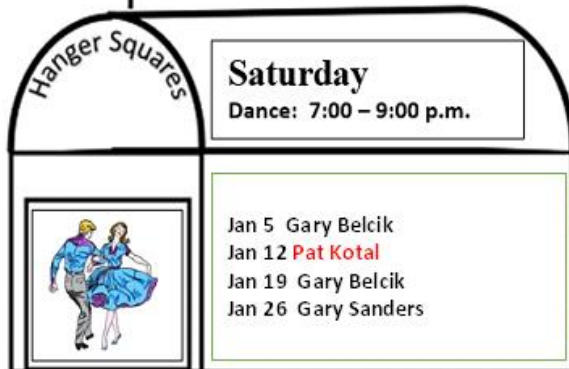 Hanger Squares
Saturday
Dance: 7:00 – 9:00 p.m.
Jan 5 Gary Belcik
Jan 12 Pat Kotal
Jan 19 Gary Belcik
Jan 26 Gary Sanders